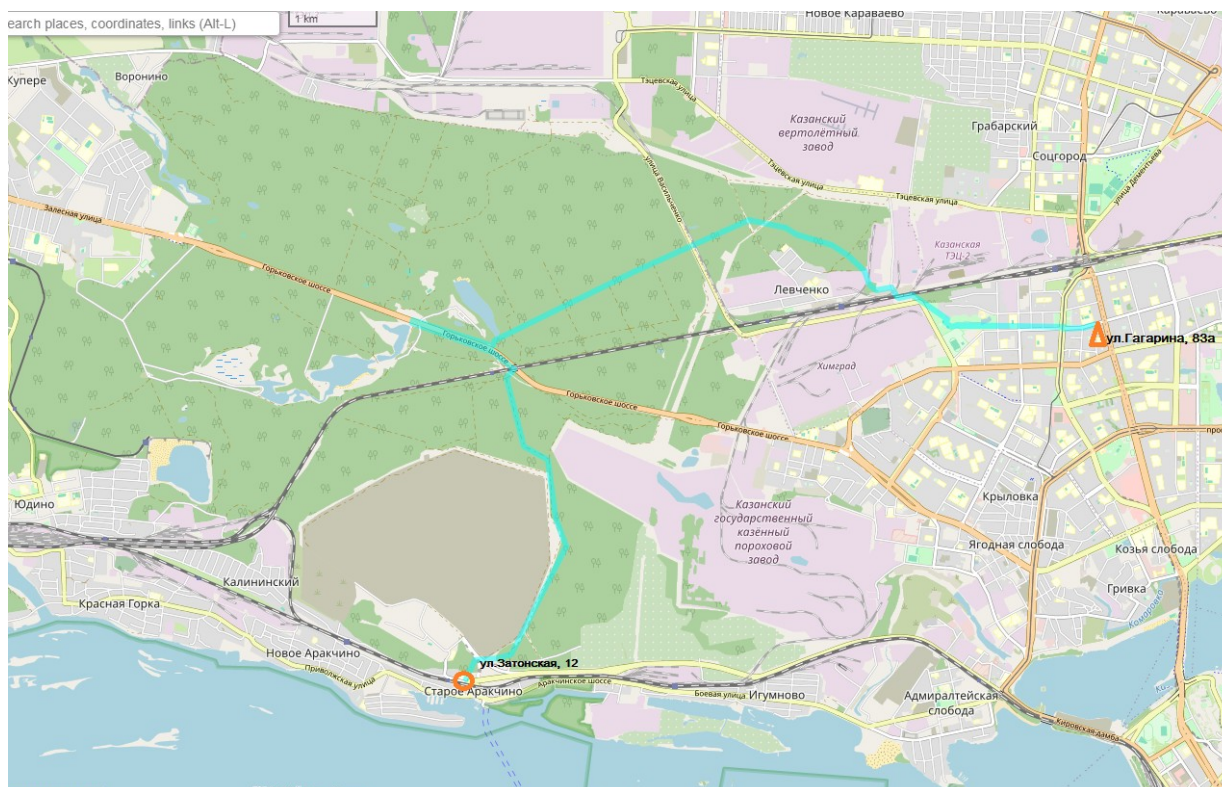 earch places, coordinates, links (Alt-L)
1 km
Новое Караваево
Караваево
Купере
Воронино
Тэцевская улица
Казанский
вертолётный
завод
Грабарский
Соцгород
улица Дементьева
улица Васильченко
Тэцевская улица
Тэцевская улица
Залесная улица
Казанская
ТЭЦ-2
Горьковское шоссе
Левченко
Горьковское шоссе
ул.Гагарина, 83а
Химград
Горьковское шоссе
Горьковское шоссе
Юдино
Крыловка
Казанский
государственный
казённый
пороховой
завод
Ягодная слобода
Козья слобода
Калининский
Гривка
Комаровка
Красная Горка
Новое Аракчино
Приволжская улица
ул.Затонская, 12
Старое Аракчино
Аракчинское шоссе
Боевая улица
Игумново
Адмиралтейская
слобода
Кировская дамба